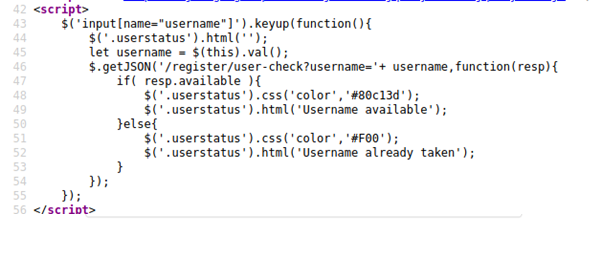 42 <script>
43     $('input[name="username"]').keyup(function(){
44         $('.userstatus').html('');
45         let username = $(this).val();
46         $.getJSON('/register/user-check?username='+ username,function(resp){
47             if( resp.available ){
48                 $('.userstatus').css('color','#80c13d');
49                 $('.userstatus').html('Username available');
50             }else{
51                 $('.userstatus').css('color','#F00');
52                 $('.userstatus').html('Username already taken');
53             }
54         });
55     });
56 </script>